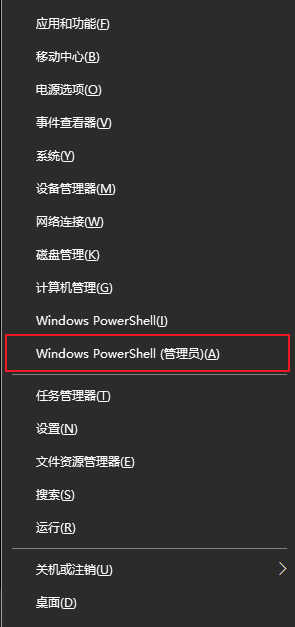 应用和功能(F)
移动中心(B)
电源选项(O)
事件查看器(V)
系统(Y)
设备管理器(M)
网络连接(W)
磁盘管理(K)
计算机管理(G)
Windows PowerShell(I)
Windows PowerShell (管理员)(A)
任务管理器(T)
设置(N)
文件资源管理器(E)
搜索(S)
运行(R)
关机或注销(U)
桌面(D)